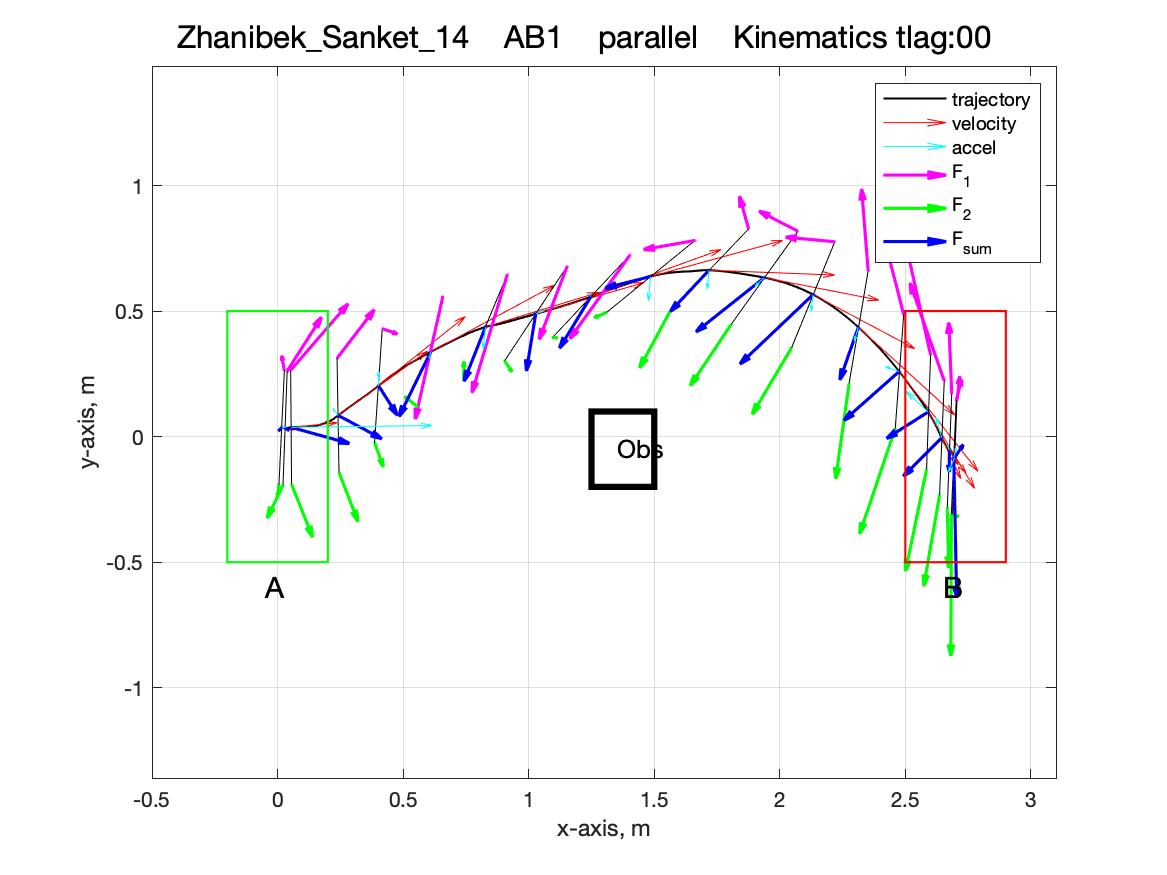 Zhanibek_Sanket_14 AB1 parallel Kinematics tlag:00
trajectory
velocity
accel
F1
F2
Fsum
1
0.5
0
-0.5
-1
y-axis, m
Obs
A
B
-0.5 0 0.5 1 1.5 2 2.5 3
x-axis, m